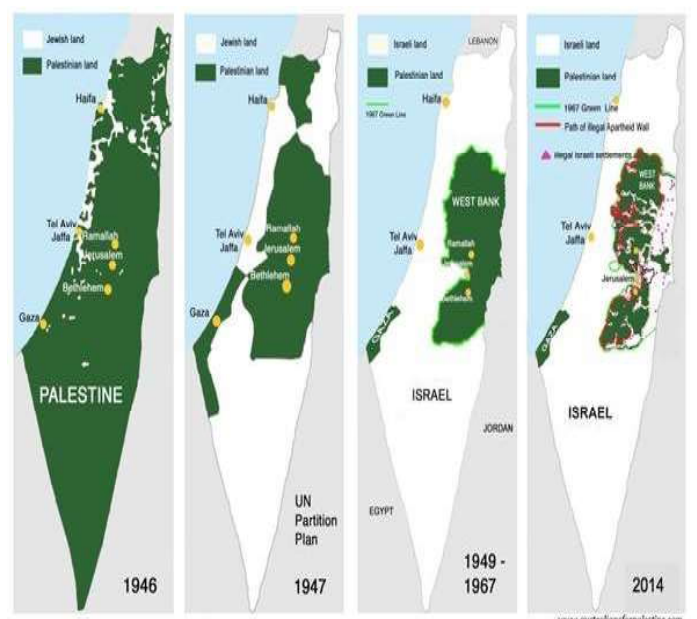 Jewish land
Palestinian land
Haifa
Tel Aviv
Jaffa
Ramallah
Jerusalem
Bethlehem
Gaza
PALESTINE
1946
Jewish land
Palestinian land
Haifa
Tel Aviv
Jaffa
Ramallah
Jerusalem
Bethlehem
Gaza
UN
Partition
Plan
1947
Israeli land
Palestinian land
1967 Green Line
LEBANON
Haifa
WEST BANK
Tel Aviv
Jaffa
Ramallah
Bethlehem
GAZA
ISRAEL
JORDAN
EGYPT
1949 -
1967
Israeli land
Palestinian land
1967 Green Line
Path of illegal Apartheid Wall
illegal Israeli settlements
WEST
BANK
Tel Aviv
Jaffa
Jerusalem
GAZA
ISRAEL
2014